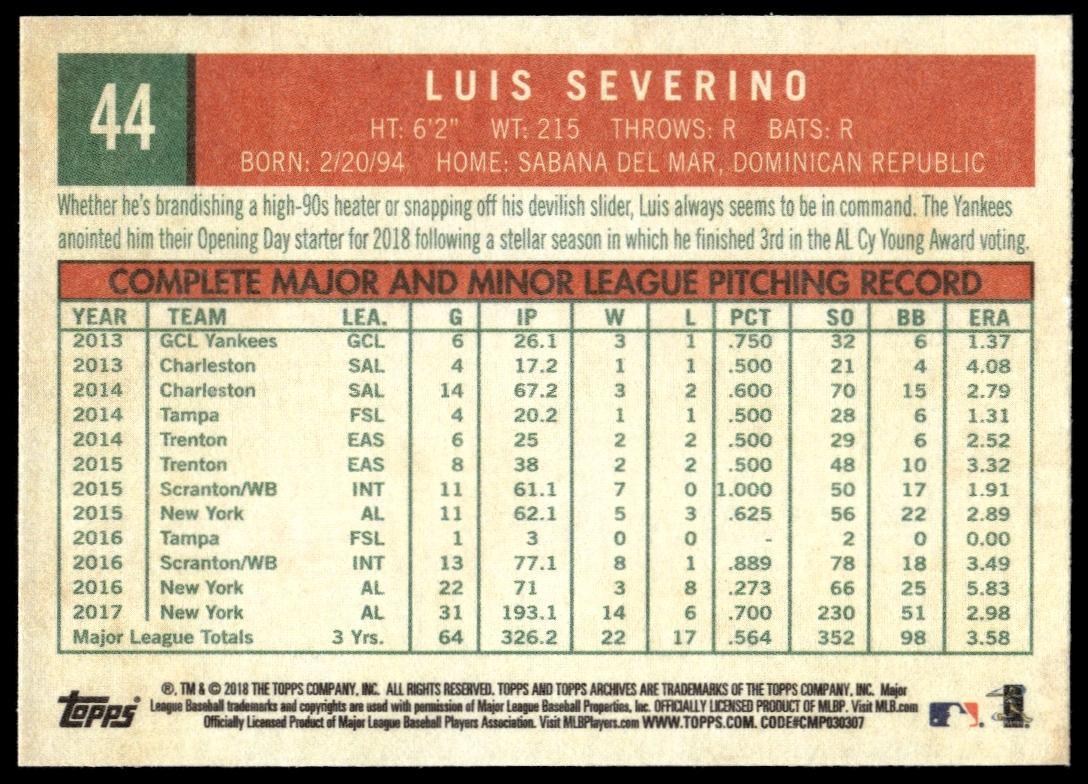 44
LUIS SEVERINO
HT: 6'2" WT: 215 THROWS: R BATS: R
BORN: 2/20/94 HOME: SABANA DEL MAR, DOMINICAN REPUBLIC
Whether he's brandishing a high-90s heater or snapping off his devilish slider, Luis always seems to be in command. The Yankees
anointed him their Opening Day starter for 2018 following a stellar season in which he finished 3rd in the AL Cy Young Award voting.
COMPLETE MAJOR AND MINOR LEAGUE PITCHING RECORD
YEAR TEAM LEA. G IP W L PCT SO BB ERA
2013 GCL Yankees GCL 6 26.1 3 1 .750 32 6 1.37
2013 Charleston SAL 4 17.2 1 1 .500 21 4 4.08
2014 Charleston SAL 14 67.2 3 2 .600 70 15 2.79
2014 Tampa FSL 4 20.2 1 1 .500 28 6 1.31
2014 Trenton EAS 6 25 2 2 .500 29 6 2.52
2015 Trenton EAS 8 38 2 2 .500 48 10 3.32
2015 Scranton/WB INT 11 61.1 7 0 1.000 50 17 1.91
2015 New York AL 11 62.1 5 3 .625 56 22 2.89
2016 Tampa FSL 1 3 0 0 - 2 0 0.00
2016 Scranton/WB INT 13 77.1 8 1 .889 78 18 3.49
2016 New York AL 22 71 3 8 .273 66 25 5.83
2017 New York AL 31 193.1 14 6 .700 230 51 2.98
Major League Totals 3 Yrs. 64 326.2 22 17 .564 352 98 3.58
topps
®, TM & © 2018 THE TOPPS COMPANY, INC. ALL RIGHTS RESERVED. TOPPS AND TOPPS ARCHIVES ARE TRADEMARKS OF THE TOPPS COMPANY, INC. Major
League Baseball trademarks and copyrights are used with permission of Major League Baseball Properties, Inc. OFFICIALLY LICENSED PRODUCT OF MLBP. Visit MLB.com
Officially Licensed Product of Major League Baseball Players Association. Visit MLBPlayers.com WWW.TOPPS.COM. CODE#CMP030307